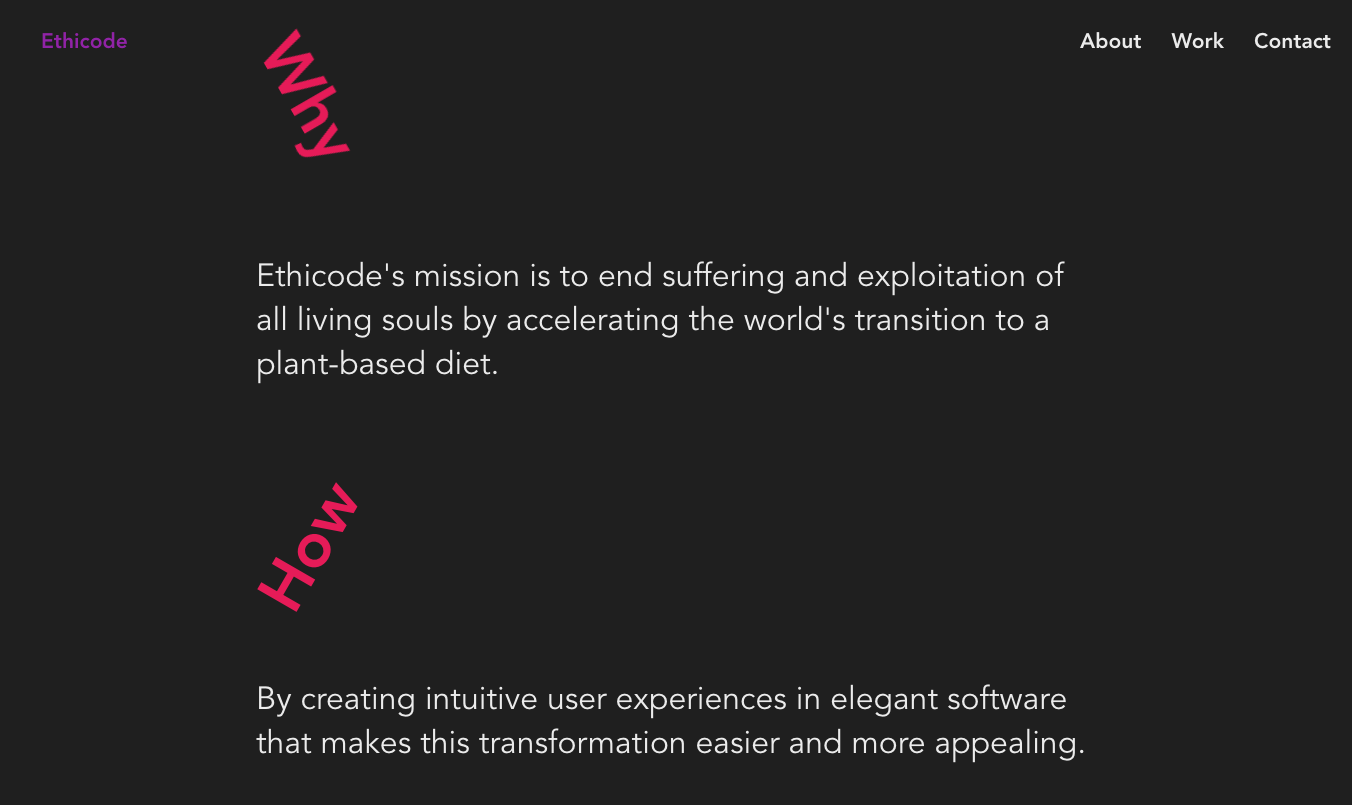 Ethicode
About Work Contact
Why
Ethicode's mission is to end suffering and exploitation of
all living souls by accelerating the world's transition to a
plant-based diet.
How
By creating intuitive user experiences in elegant software
that makes this transformation easier and more appealing.